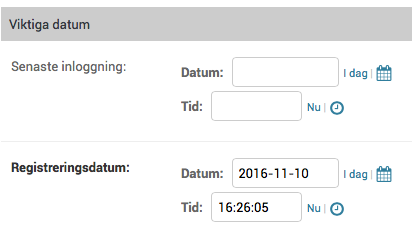 Viktiga datum
Senaste inloggning:
Datum: I dag |
Tid: Nu |
Registreringsdatum:
Datum: 2016-11-10 I dag |
Tid: 16:26:05 Nu |